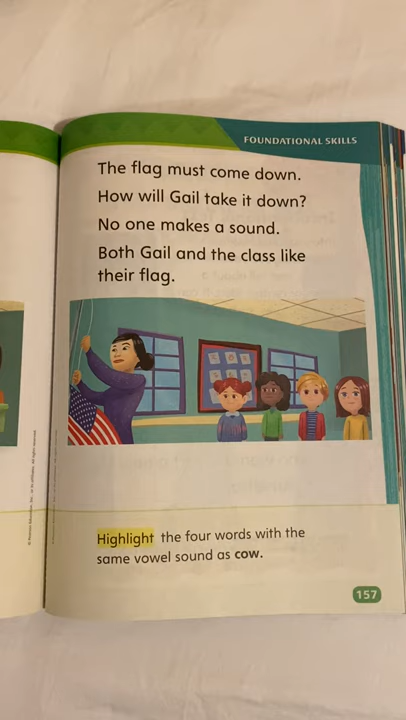 FOUNDATIONAL SKILLS
The flag must come down.
How will Gail take it down?
No one makes a sound.
Both Gail and the class like
their flag.
Highlight the four words with the
same vowel sound as cow.
157